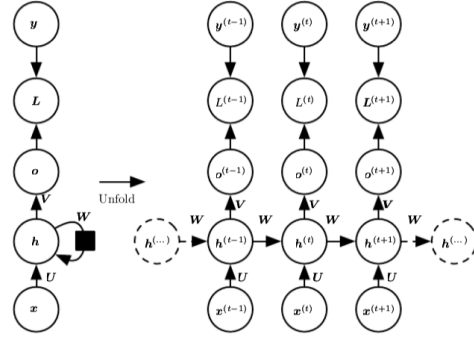 y y^(t−1) y^(t) y^(t+1)
L L^(t−1) L^(t) L^(t+1)
o o^(t−1) o^(t) o^(t+1)
V Unfold V V V
W W W W W
h h^(...) h^(t−1) h^(t) h^(t+1) h^(...)
U U U U
x x^(t−1) x^(t) x^(t+1)